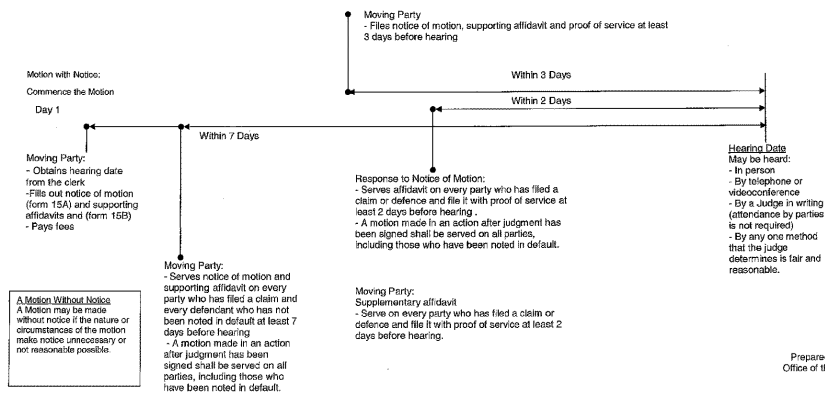 Moving Party
- Files notice of motion, supporting affidavit and proof of service at least
3 days before hearing
Motion with Notice:
Commence the Motion
Day 1
Within 3 Days
Within 2 Days
Within 7 Days
Moving Party:
- Obtains hearing date
from the clerk
-Fills out notice of motion
(form 15A) and supporting
affidavits and (form 15B)
- Pays fees
Moving Party:
- Serves notice of motion and
supporting affidavit on every
party who has filed a claim and
every defendant who has not
been noted in default at least 7
days before hearing
- A motion made in an action
after judgment has been
signed shall be served on all
parties, including those who
have been noted in default.
Response to Notice of Motion:
- Serves affidavit on every party who has filed a
claim or defence and file it with proof of service at
least 2 days before hearing .
- A motion made in an action after judgment has
been signed shall be served on all parties,
including those who have been noted in default.
Moving Party:
Supplementary affidavit
- Serve on every party who has filed a claim or
defence and file it with proof of service at least 2
days before hearing.
Hearing Date
May be heard:
- In person
- By telephone or
videoconference
- By a Judge in writing
(attendance by parties
is not required)
- By any one method
that the judge
determines is fair and
reasonable.
A Motion Without Notice
A Motion may be made
without notice if the nature or
circumstances of the motion
make notice unnecessary or
not reasonable possible.
Prepare
Office of t